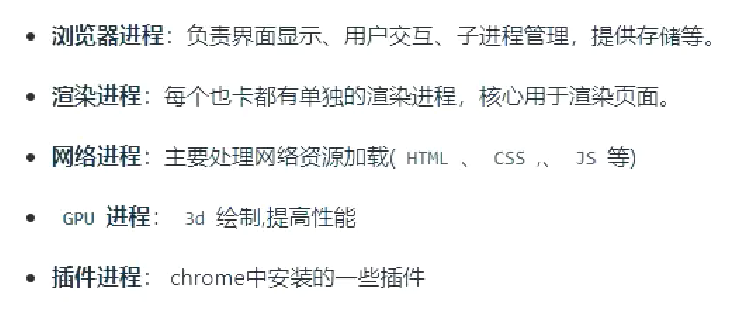 • 浏览器进程：负责界面显示、用户交互、子进程管理，提供存储等。
• 渲染进程：每个也卡都有单独的渲染进程，核心用于渲染页面。
• 网络进程：主要处理网络资源加载( HTML 、 CSS ,、 JS 等)
• GPU 进程： 3d 绘制,提高性能
• 插件进程： chrome中安装的一些插件